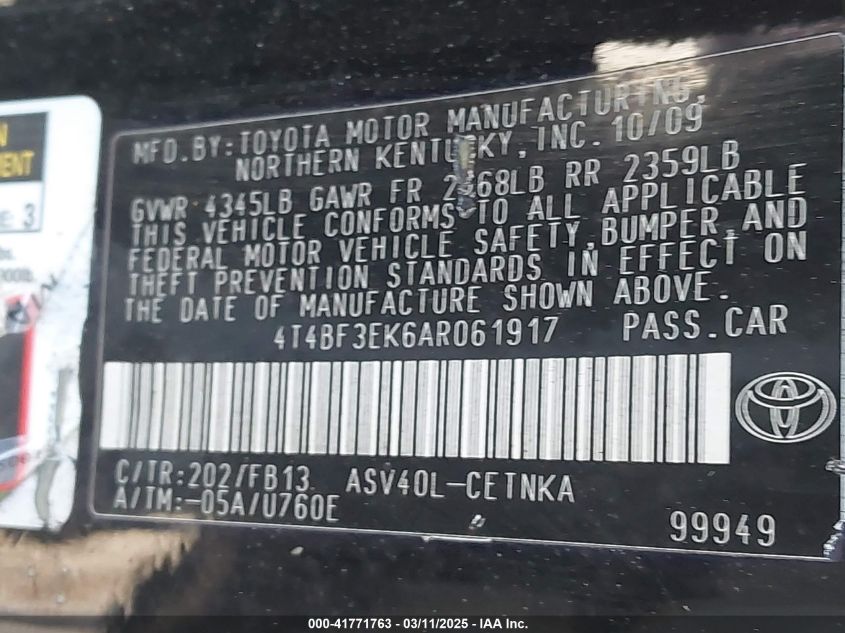 MFD.BY:TOYOTA MOTOR MANUFACTURING,
NORTHERN KENTUCKY, INC. 10/09
GVWR 4345LB GAWR FR 2468LB RR 2359LB
THIS VEHICLE CONFORMS TO ALL APPLICABLE
FEDERAL MOTOR VEHICLE SAFETY, BUMPER, AND
THEFT PREVENTION STANDARDS IN EFFECT ON
THE DATE OF MANUFACTURE SHOWN ABOVE.
4T4BF3EK6AR061917 PASS.CAR
C/TR:202/FB13 ASV40L-CETNKA
A/TM:-05A/U760E
99949
3
000-41771763 - 03/11/2025 - IAA Inc.